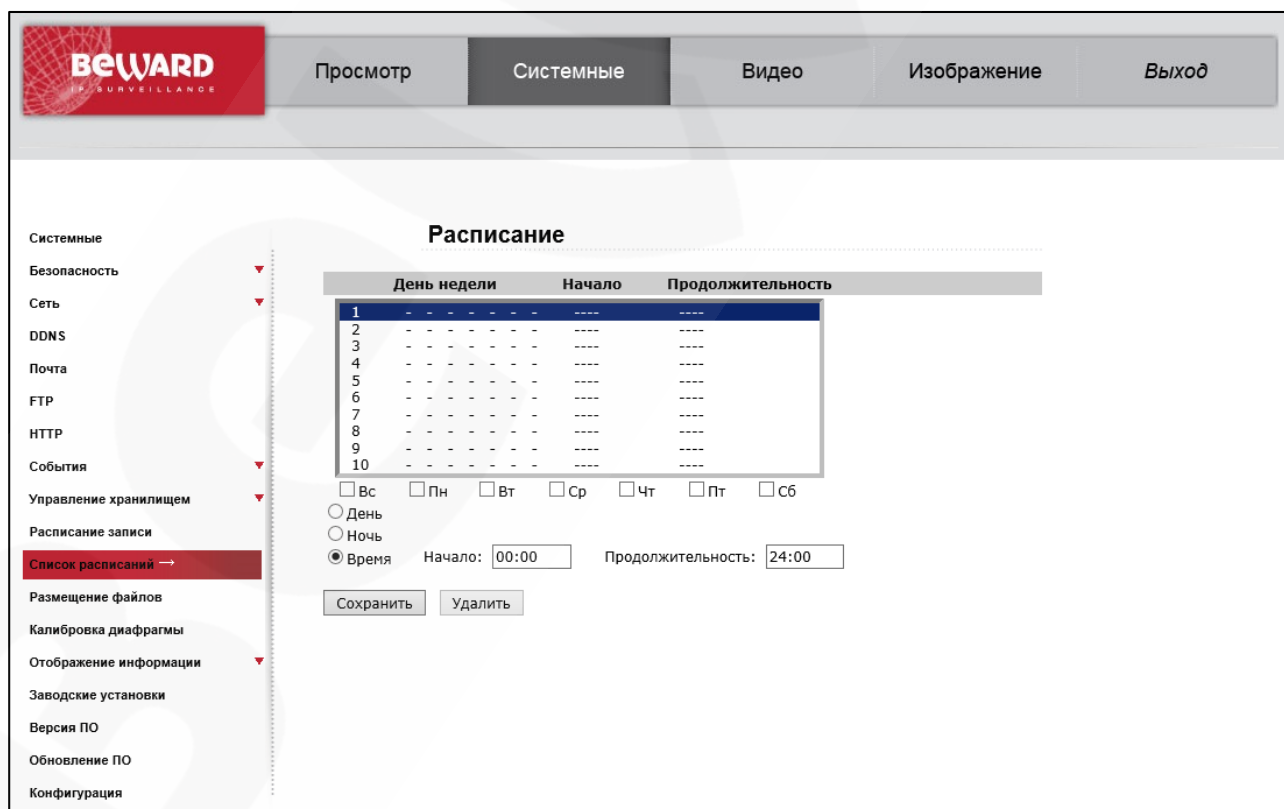 BEWARD
IP SURVEILLANCE
Просмотр Системные Видео Изображение Выход
Системные
Безопасность
Сеть
DDNS
Почта
FTP
HTTP
События
Управление хранилищем
Расписание записи
Список расписаний →
Размещение файлов
Калибровка диафрагмы
Отображение информации
Заводские установки
Версия ПО
Обновление ПО
Конфигурация
Расписание
День недели Начало Продолжительность
1 - - - - - - - ---- ----
2 - - - - - - - ---- ----
3 - - - - - - - ---- ----
4 - - - - - - - ---- ----
5 - - - - - - - ---- ----
6 - - - - - - - ---- ----
7 - - - - - - - ---- ----
8 - - - - - - - ---- ----
9 - - - - - - - ---- ----
10 - - - - - - - ---- ----
Вс Пн Вт Ср Чт Пт Сб
День
Ночь
Время Начало: 00:00 Продолжительность: 24:00
Сохранить Удалить